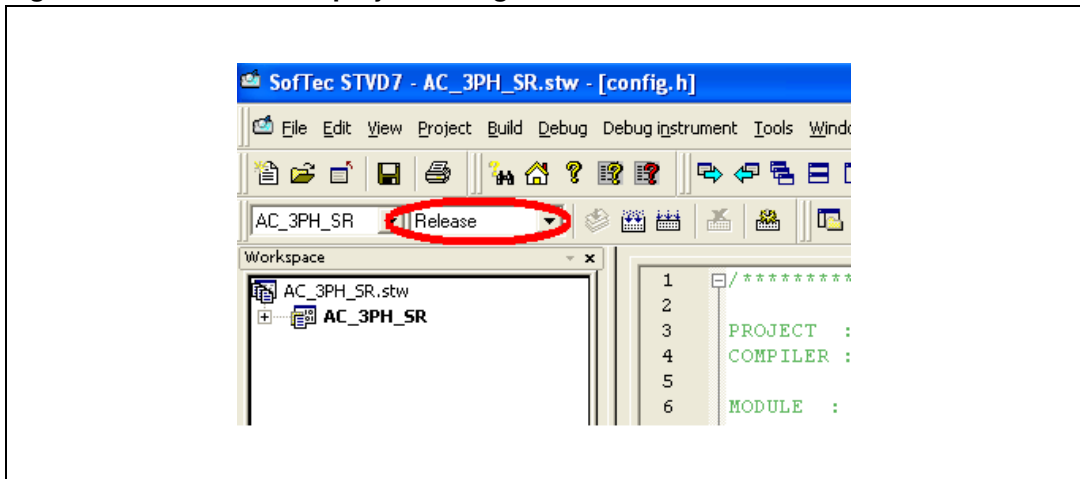 SofTec STVD7 - AC_3PH_SR.stw - [config.h]
File Edit View Project Build Debug Debug instrument Tools
AC_3PH_SR Release
Workspace
AC_3PH_SR.stw
AC_3PH_SR
1 /*********
2
3 PROJECT :
4 COMPILER :
5
6 MODULE :